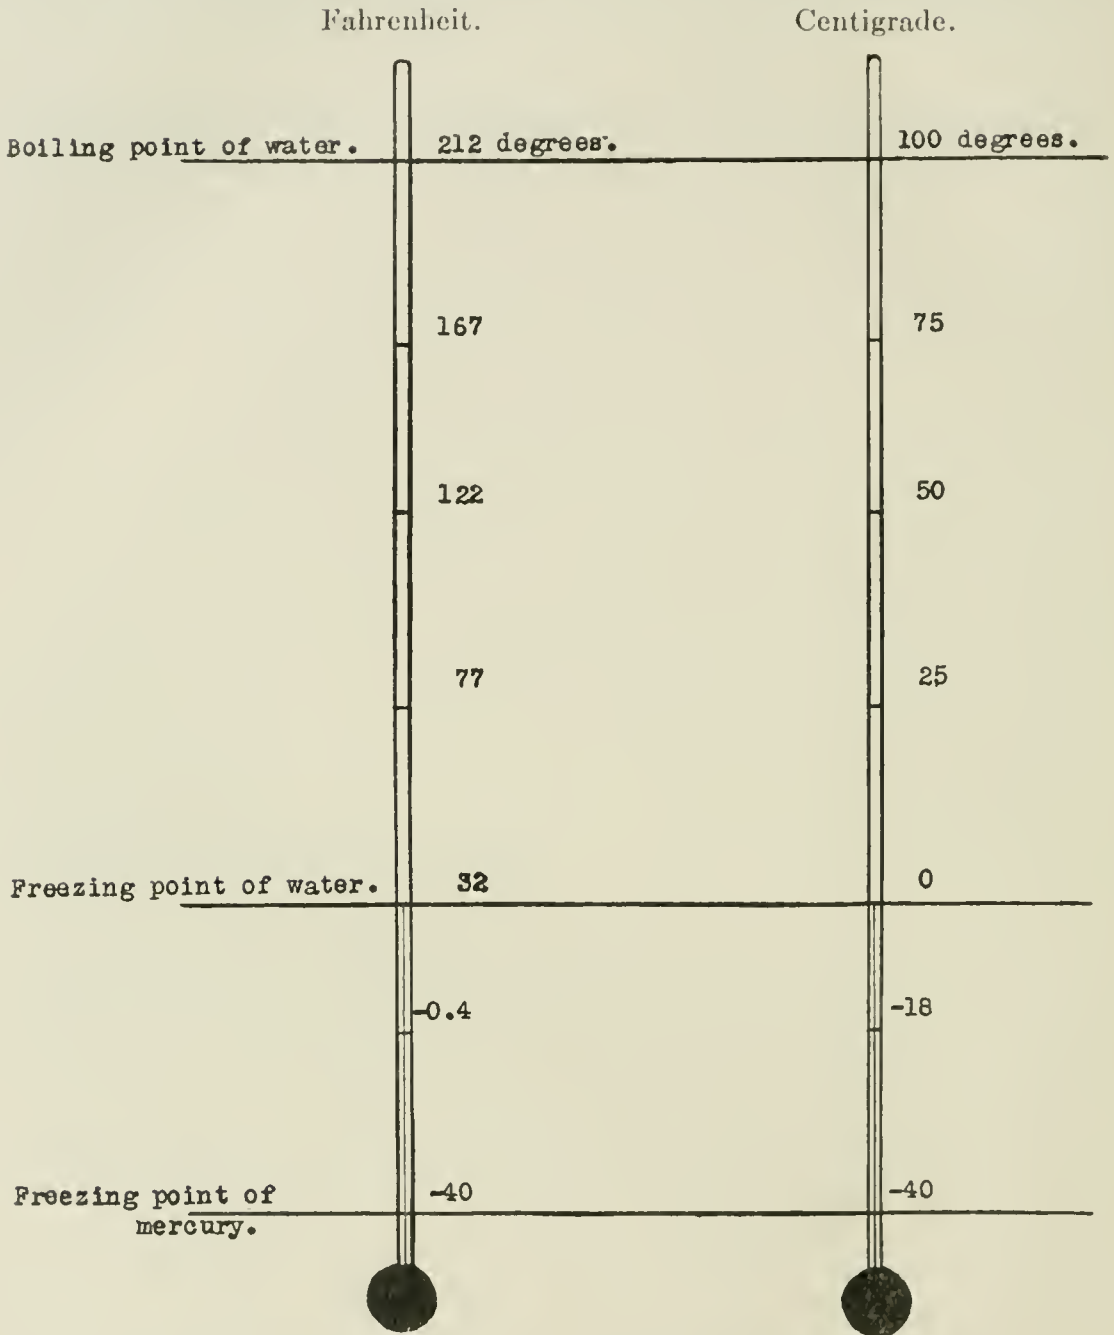 Fahrenheit. Centigrade.
Boiling point of water. 212 degrees. 100 degrees.
167 75
122 50
77 25
Freezing point of water. 32 0
-0.4 -18
Freezing point of -40 -40
mercury.